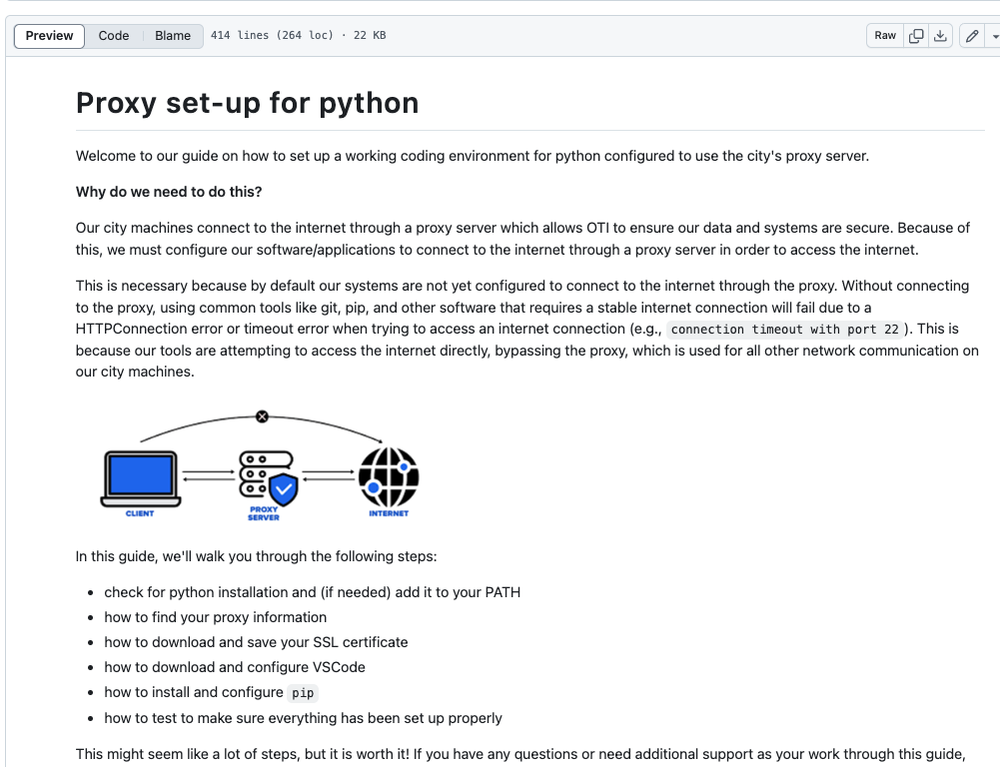 Preview Code Blame 414 lines (264 loc) · 22 KB Raw
Proxy set-up for python
Welcome to our guide on how to set up a working coding environment for python configured to use the city's proxy server.
Why do we need to do this?
Our city machines connect to the internet through a proxy server which allows OTI to ensure our data and systems are secure. Because of
this, we must configure our software/applications to connect to the internet through a proxy server in order to access the internet.
This is necessary because by default our systems are not yet configured to connect to the internet through the proxy. Without connecting
to the proxy, using common tools like git, pip, and other software that requires a stable internet connection will fail due to a
HTTPConnection error or timeout error when trying to access an internet connection (e.g., connection timeout with port 22 ). This is
because our tools are attempting to access the internet directly, bypassing the proxy, which is used for all other network communication on
our city machines.
CLIENT
PROXY
SERVER
INTERNET
In this guide, we'll walk you through the following steps:
• check for python installation and (if needed) add it to your PATH
• how to find your proxy information
• how to download and save your SSL certificate
• how to download and configure VSCode
• how to install and configure pip
• how to test to make sure everything has been set up properly
This might seem like a lot of steps, but it is worth it! If you have any questions or need additional support as your work through this guide,